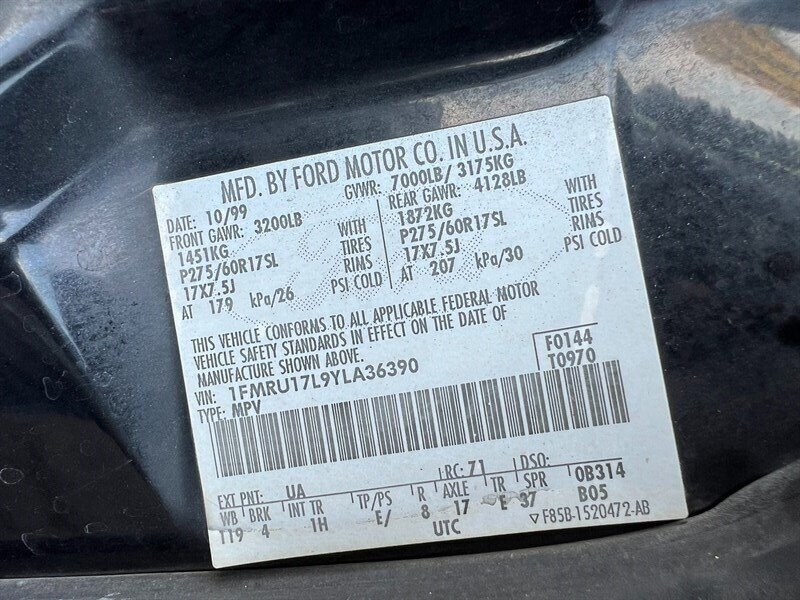 MFD. BY FORD MOTOR CO. IN U.S.A.
DATE: 10/99 GVWR: 7000LB/ 3175KG
FRONT GAWR: 3200LB REAR GAWR: 4128LB
1451KG WITH 1872KG WITH
P275/60R17SL TIRES P275/60R17SL TIRES
17X7.5J RIMS 17X7.5J RIMS
AT 179 kPa/26 PSI COLD AT 207 kPa/30 PSI COLD
THIS VEHICLE CONFORMS TO ALL APPLICABLE FEDERAL MOTOR
VEHICLE SAFETY STANDARDS IN EFFECT ON THE DATE OF
MANUFACTURE SHOWN ABOVE.
VIN: 1FMRU17L9YLA36390 F0144
TYPE: MPV T0970
EXT PNT: UA RC: 71 DSO:
WB BRK INT TR TP/PS R AXLE TR SPR 0B314
119 4 1H E/ 8 17 E 37 B05
UTC ▽F85B-1520472-AB